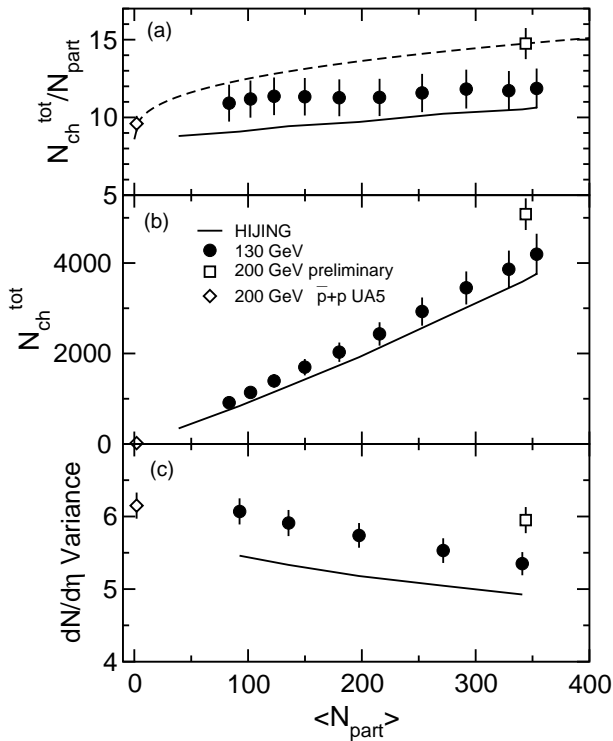 (a)
15
10
5
N_ch^tot/N_part
(b)
HIJING
130 GeV
200 GeV preliminary
200 GeV p̅+p UA5
4000
2000
0
N_ch^tot
(c)
7
6
5
4
dN/dη Variance
0 100 200 300 400
<N_part>